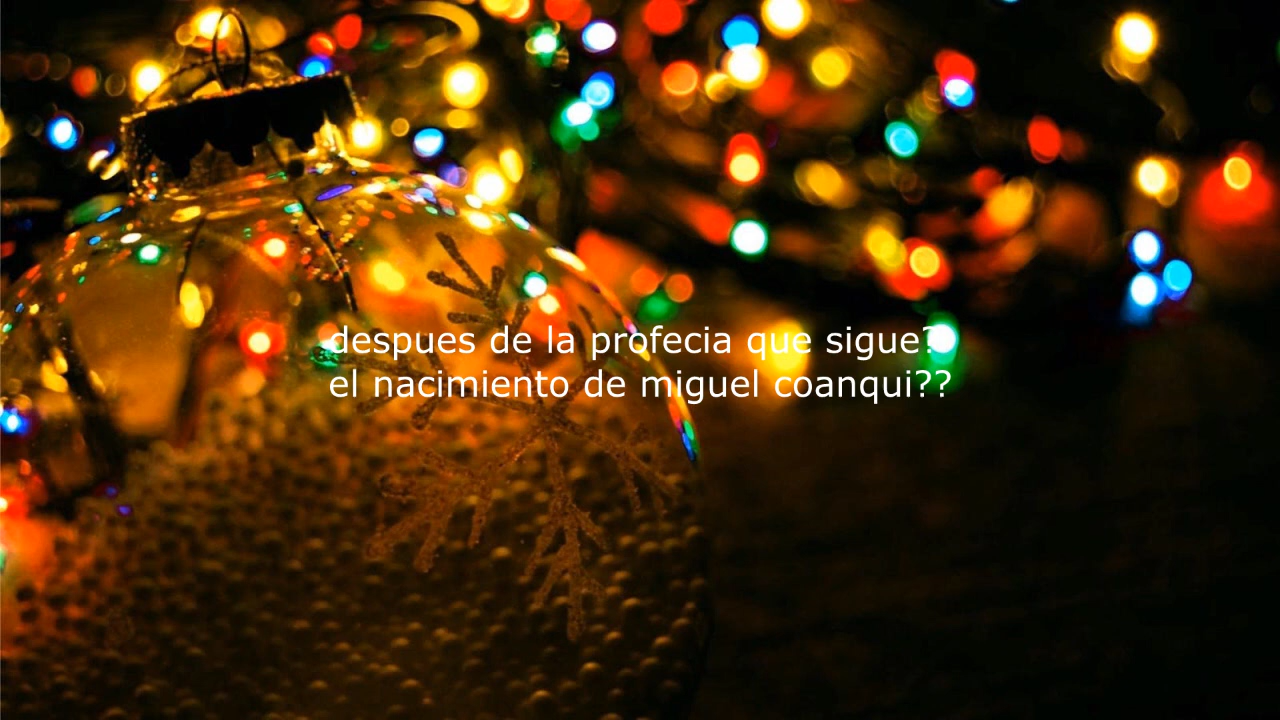 despues de la profecia que sigue??
el nacimiento de miguel coanqui??